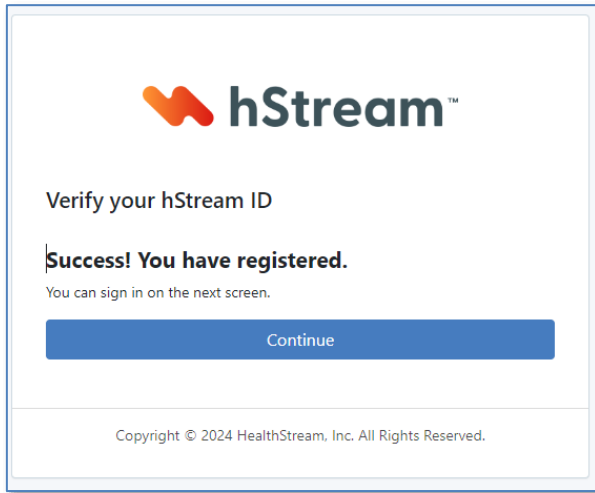 hStream™
Verify your hStream ID
Success! You have registered.
You can sign in on the next screen.
Continue
Copyright © 2024 HealthStream, Inc. All Rights Reserved.